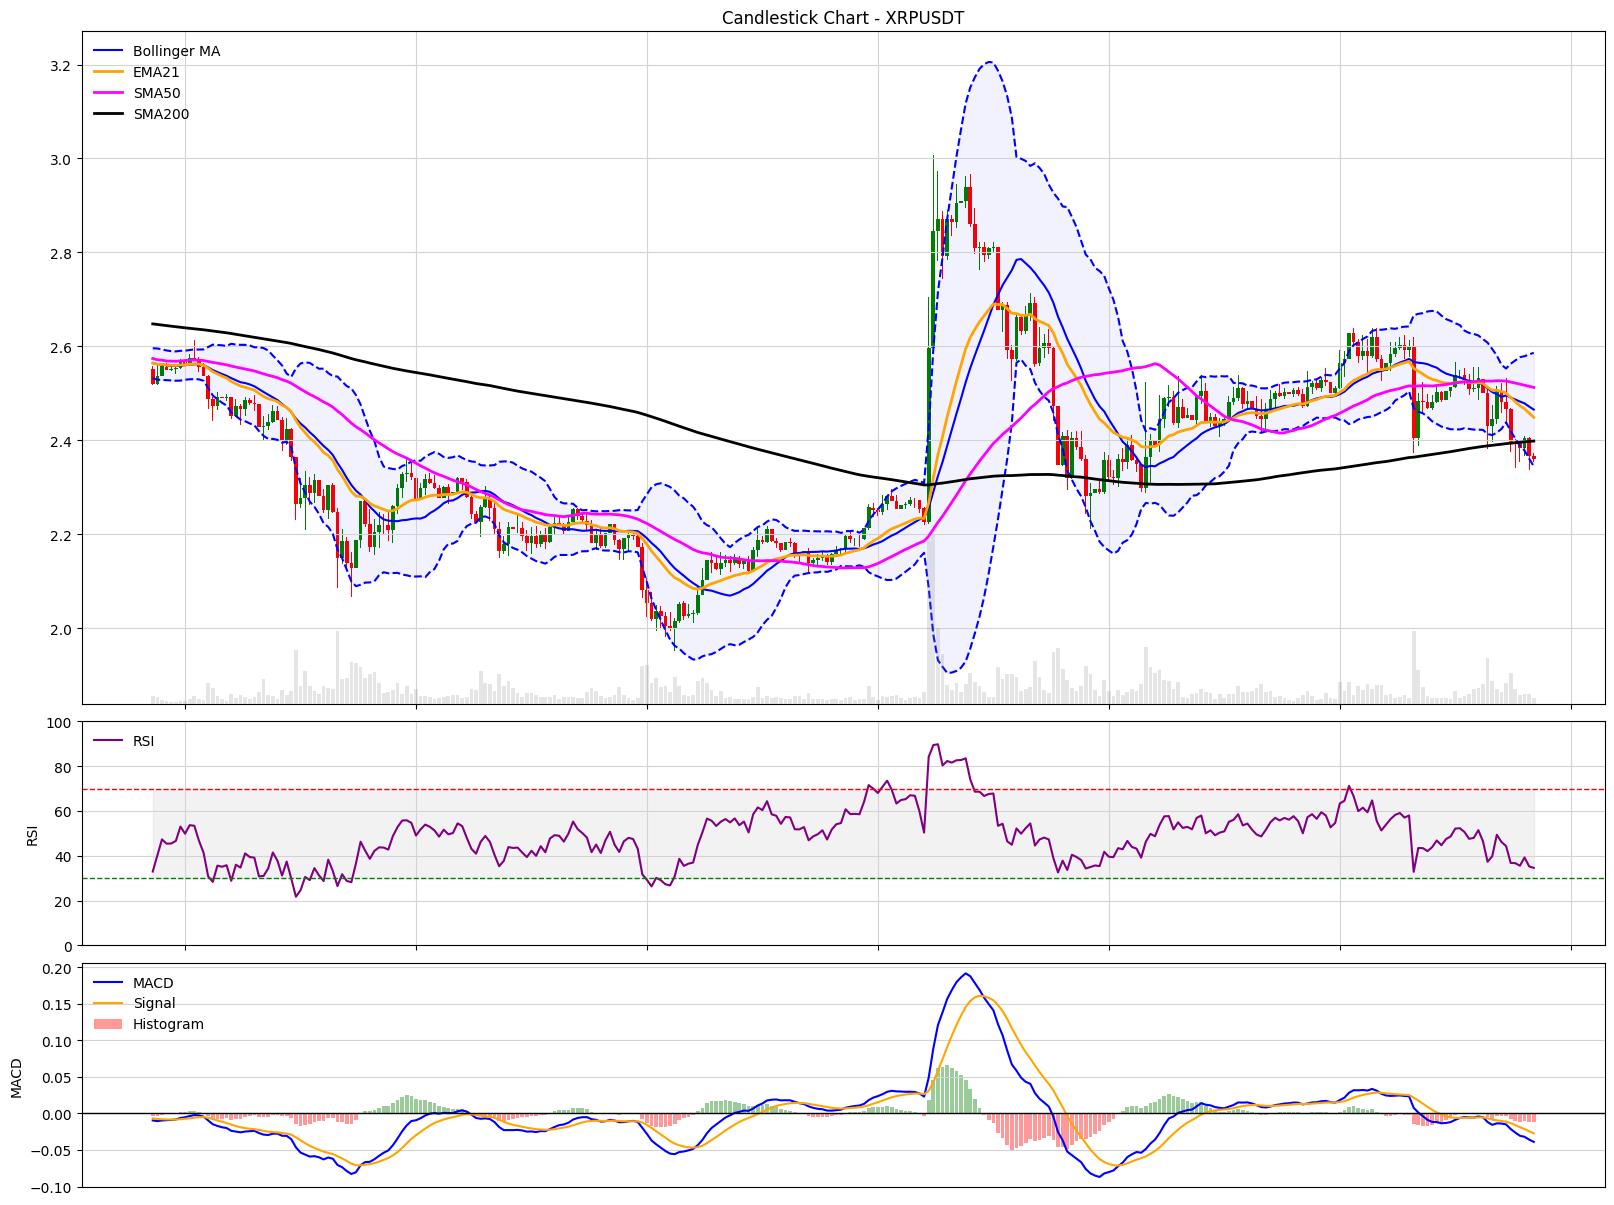 Candlestick Chart - XRPUSDT
Bollinger MA
EMA21
SMA50
SMA200
3.2
3.0
2.8
2.6
2.4
2.2
2.0
RSI
100
80
60
40
20
0
RSI
MACD
Signal
Histogram
0.20
0.15
0.10
0.05
0.00
−0.05
−0.10
MACD